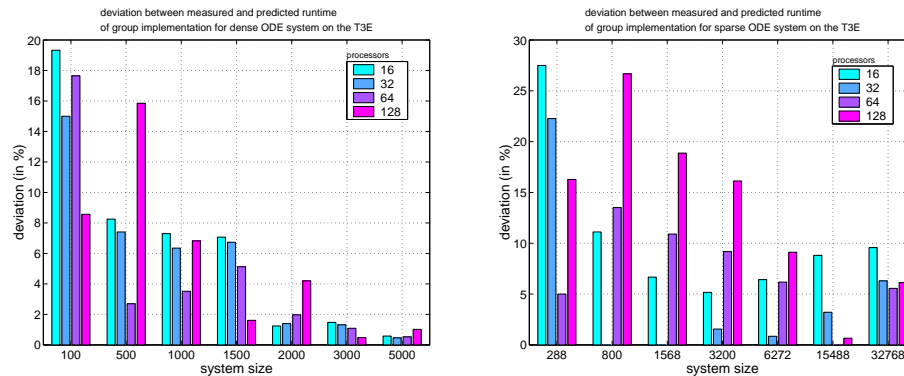 deviation between measured and predicted runtime
of group implementation for dense ODE system on the T3E
20
18
16
14
12
10
8
6
4
2
0
deviation (in %)
processors
16
32
64
128
100 500 1000 1500 2000 3000 5000
system size
deviation between measured and predicted runtime
of group implementation for sparse ODE system on the T3E
30
25
20
15
10
5
0
deviation (in %)
processors
16
32
64
128
288 800 1568 3200 6272 15488 32768
system size